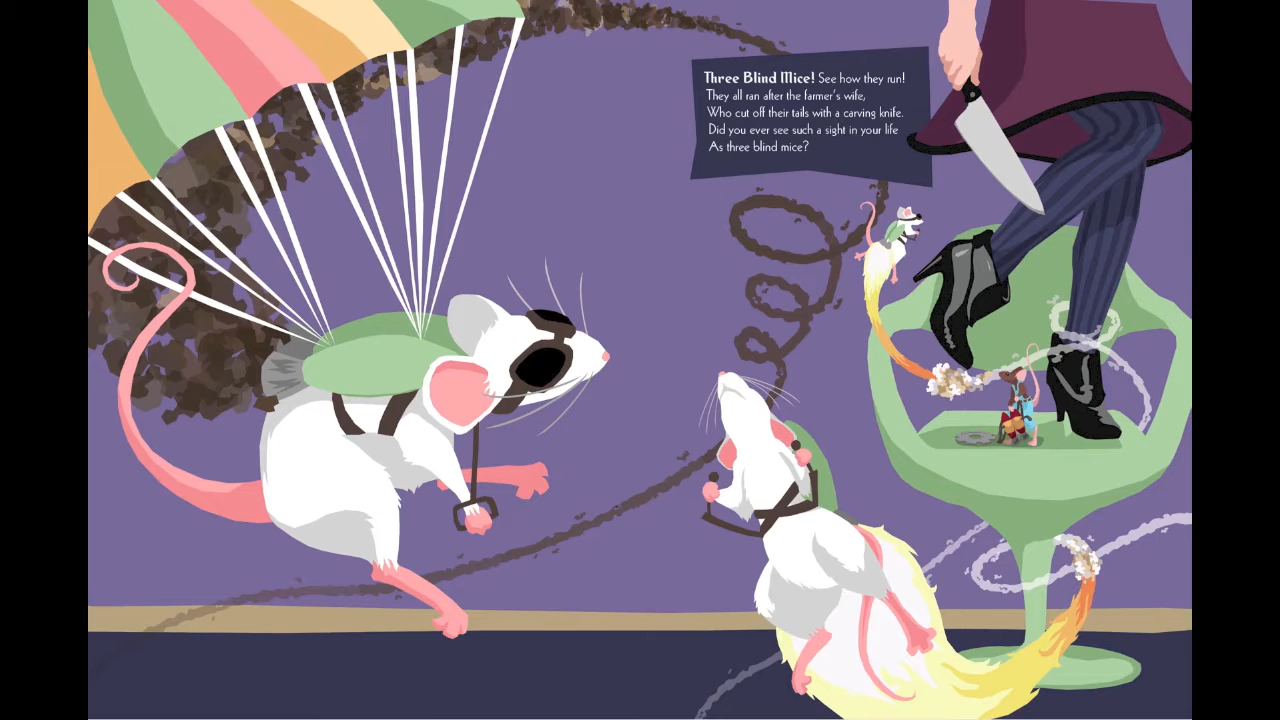 Three Blind Mice! See how they run!
They all ran after the farmer's wife,
Who cut off their tails with a carving knife.
Did you ever see such a sight in your life
As three blind mice?